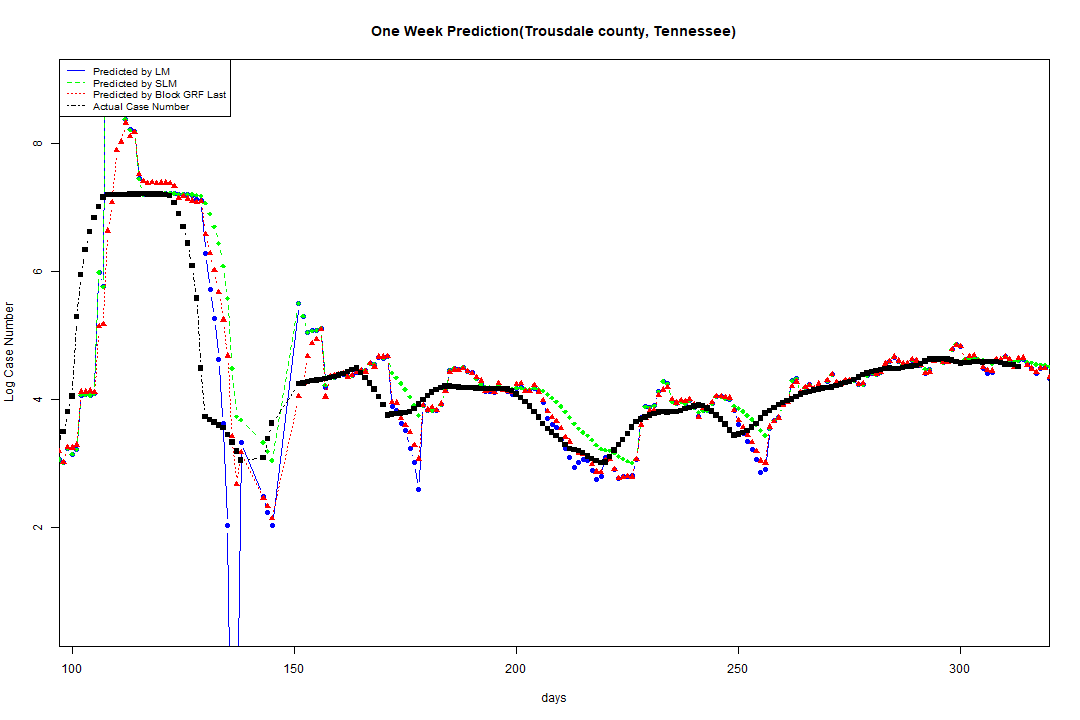 One Week Prediction(Trousdale county, Tennessee)
Predicted by LM
Predicted by SLM
Predicted by Block GRF Last
Actual Case Number
Log Case Number
8
6
4
2
100 150 200 250 300
days